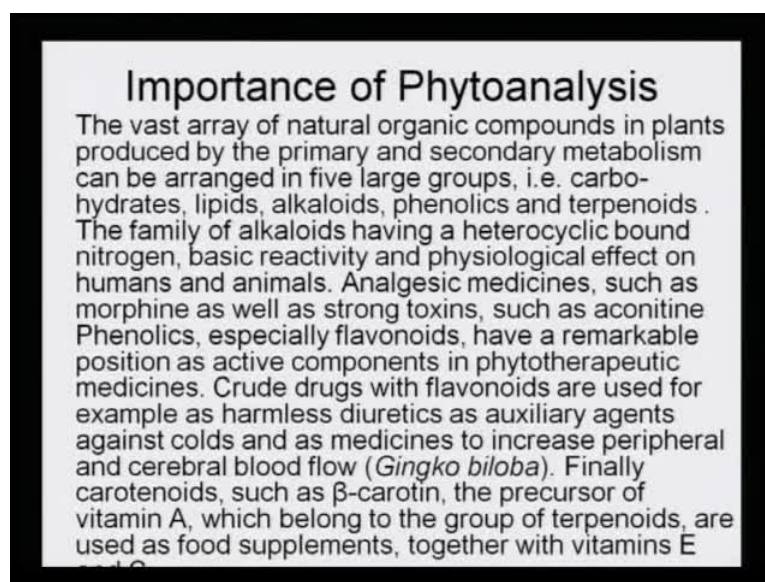 Importance of Phytoanalysis
The vast array of natural organic compounds in plants
produced by the primary and secondary metabolism
can be arranged in five large groups, i.e. carbo-
hydrates, lipids, alkaloids, phenolics and terpenoids .
The family of alkaloids having a heterocyclic bound
nitrogen, basic reactivity and physiological effect on
humans and animals. Analgesic medicines, such as
morphine as well as strong toxins, such as aconitine
Phenolics, especially flavonoids, have a remarkable
position as active components in phytotherapeutic
medicines. Crude drugs with flavonoids are used for
example as harmless diuretics as auxiliary agents
against colds and as medicines to increase peripheral
and cerebral blood flow (Gingko biloba). Finally
carotenoids, such as β-carotin, the precursor of
vitamin A, which belong to the group of terpenoids, are
used as food supplements, together with vitamins E